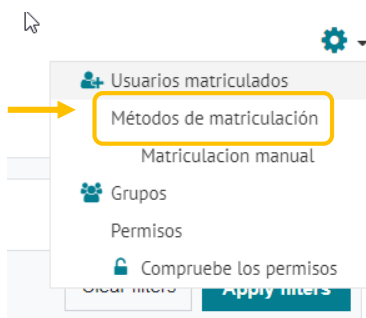 Usuarios matriculados
Métodos de matriculación
Matriculacion manual
Grupos
Permisos
Compruebe los permisos
Clear filters Apply filters